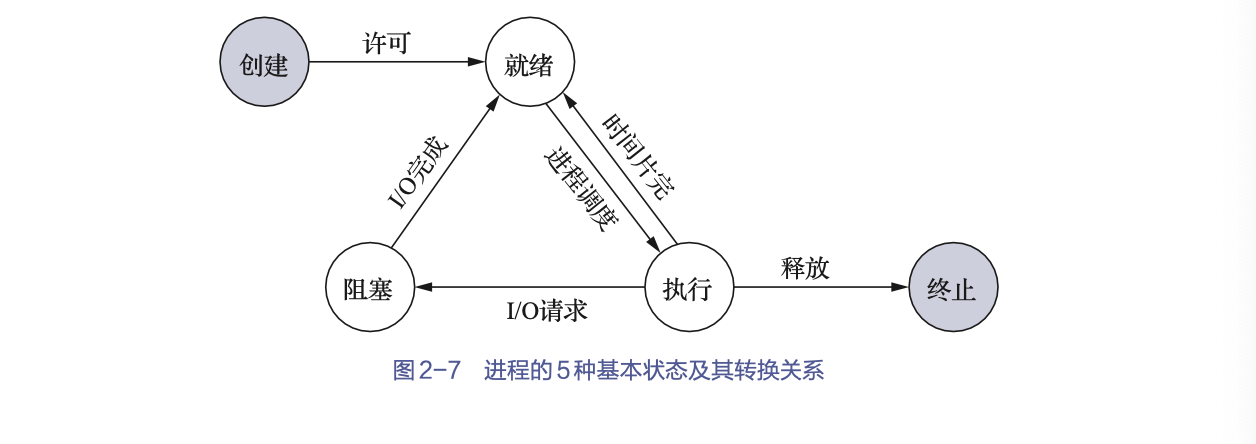 创建
许可
就绪
时间片完
进程调度
I/O完成
阻塞
I/O请求
执行
释放
终止
图 2–7 进程的 5 种基本状态及其转换关系